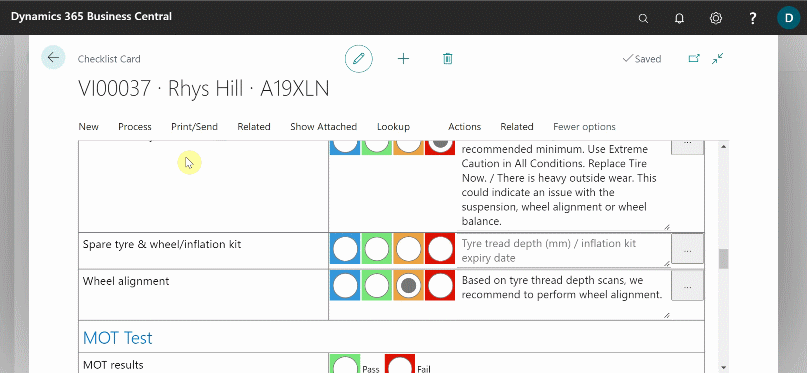 Dynamics 365 Business Central
?
D
Checklist Card
Saved
VI00037 · Rhys Hill · A19XLN
New Process Print/Send Related Show Attached Lookup Actions Related Fewer options
recommended minimum. Use Extreme
Caution in All Conditions. Replace Tire
Now. / There is heavy outside wear. This
could indicate an issue with the
suspension, wheel alignment or wheel
balance.
...
Spare tyre & wheel/inflation kit
Tyre tread depth (mm) / inflation kit
expiry date
...
Wheel alignment
Based on tyre thread depth scans, we
recommend to perform wheel alignment.
...
MOT Test
MOT results
Pass
Fail